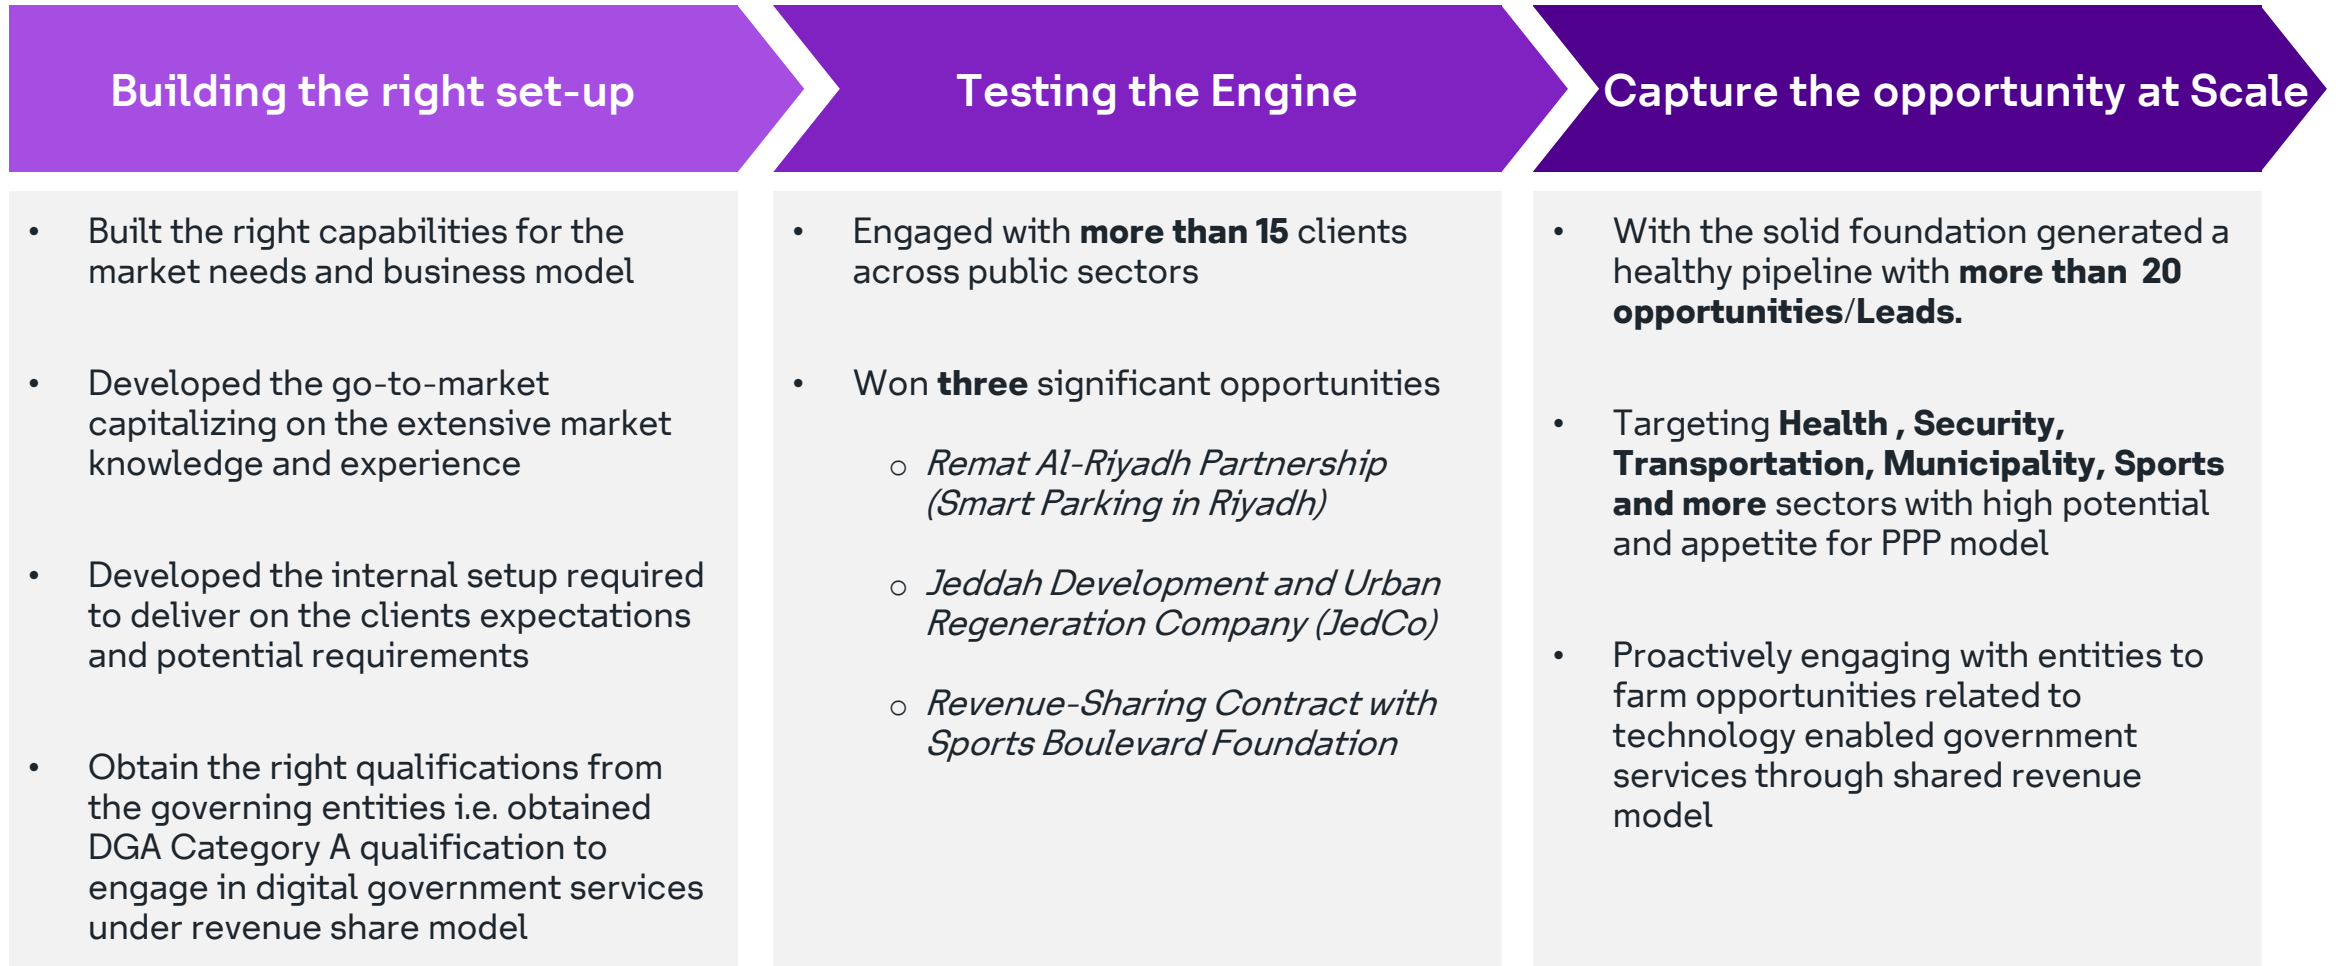 Building the right set-up
• Built the right capabilities for the
market needs and business model
• Developed the go-to-market
capitalizing on the extensive market
knowledge and experience
• Developed the internal setup required
to deliver on the clients expectations
and potential requirements
• Obtain the right qualifications from
the governing entities i.e. obtained
DGA Category A qualification to
engage in digital government services
under revenue share model
Testing the Engine
• Engaged with more than 15 clients
across public sectors
• Won three significant opportunities
o Remat Al-Riyadh Partnership
(Smart Parking in Riyadh)
o Jeddah Development and Urban
Regeneration Company (JedCo)
o Revenue-Sharing Contract with
Sports Boulevard Foundation
Capture the opportunity at Scale
• With the solid foundation generated a
healthy pipeline with more than  20
opportunities/Leads.
• Targeting Health , Security,
Transportation, Municipality, Sports
and more sectors with high potential
and appetite for PPP model
• Proactively engaging with entities to
farm opportunities related to
technology enabled government
services through shared revenue
model